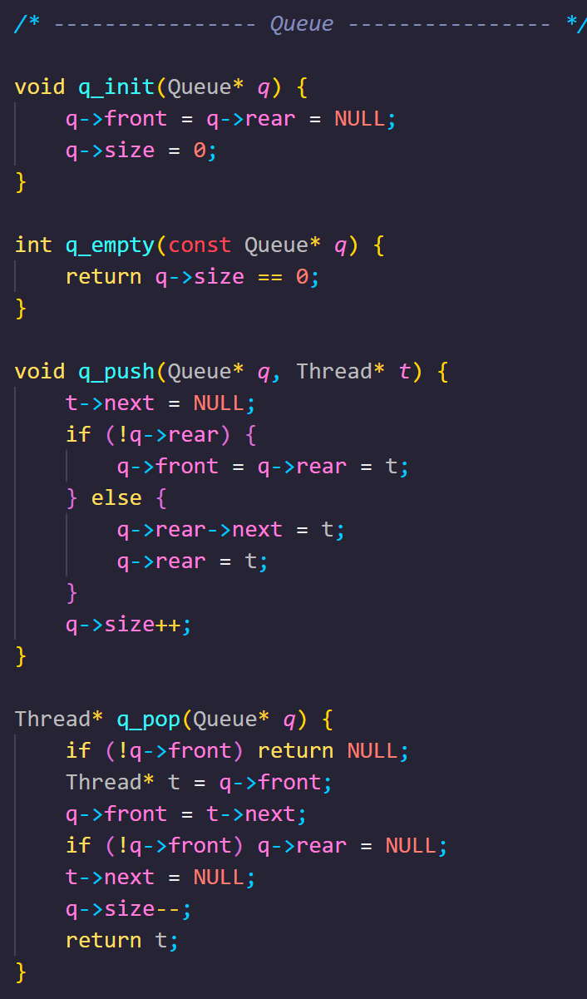 /* ---------------- Queue ---------------- */

void q_init(Queue* q) {
    q->front = q->rear = NULL;
    q->size = 0;
}

int q_empty(const Queue* q) {
    return q->size == 0;
}

void q_push(Queue* q, Thread* t) {
    t->next = NULL;
    if (!q->rear) {
        q->front = q->rear = t;
    } else {
        q->rear->next = t;
        q->rear = t;
    }
    q->size++;
}

Thread* q_pop(Queue* q) {
    if (!q->front) return NULL;
    Thread* t = q->front;
    q->front = t->next;
    if (!q->front) q->rear = NULL;
    t->next = NULL;
    q->size--;
    return t;
}